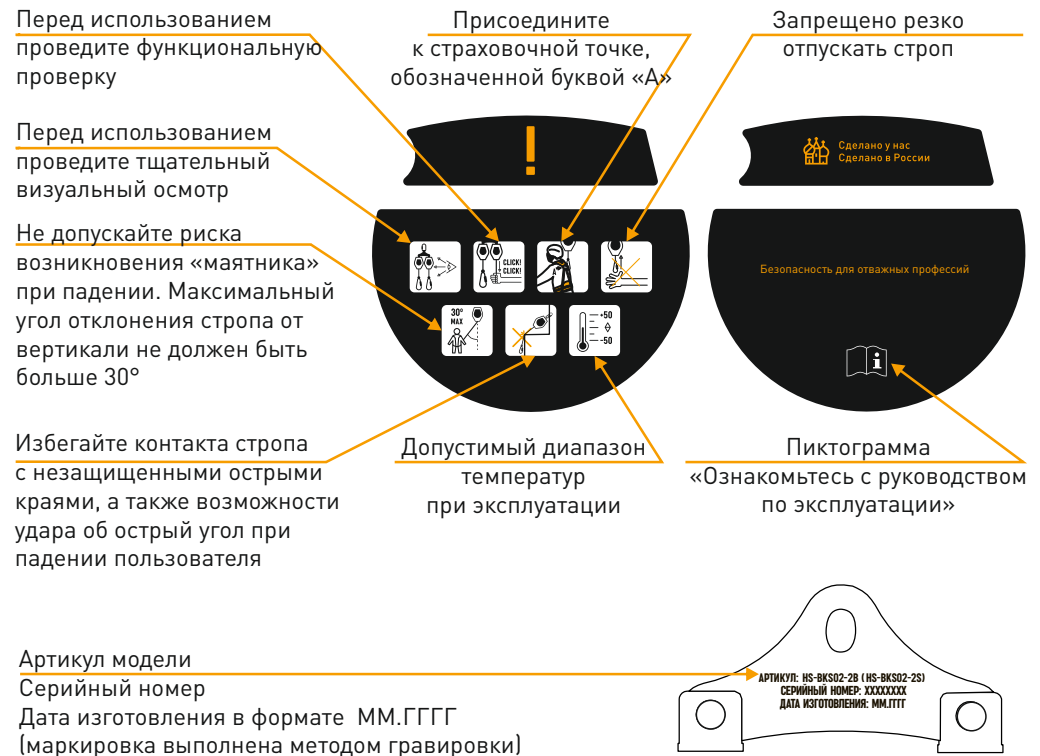 Перед использованием
проведите функциональную
проверку
Присоедините
к страховочной точке,
обозначенной буквой «А»
Запрещено резко
отпускать строп
Перед использованием
проведите тщательный
визуальный осмотр
!
Сделано у нас
Сделано в России
Не допускайте риска
возникновения «маятника»
при падении. Максимальный
угол отклонения стропа от
вертикали не должен быть
больше 30°
CLICK!
CLICK!
30°
MAX
+50
-50
Безопасность для отважных профессий
i
Избегайте контакта стропа
с незащищенными острыми
краями, а также возможности
удара об острый угол при
падении пользователя
Допустимый диапазон
температур
при эксплуатации
Пиктограмма
«Ознакомьтесь с руководством
по эксплуатации»
Артикул модели
Серийный номер
Дата изготовления в формате ММ.ГГГГ
(маркировка выполнена методом гравировки)
АРТИКУЛ: HS-BKS02-2B (HS-BKS02-2S)
СЕРИЙНЫЙ НОМЕР: XXXXXXXX
ДАТА ИЗГОТОВЛЕНИЯ: ММ.ГГГГ